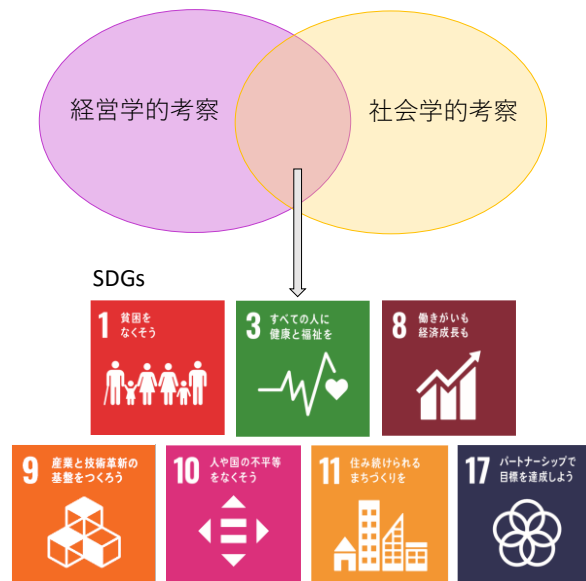 経営学的考察
社会学的考察
SDGs
1 貧困を
なくそう
3 すべての人に
健康と福祉を
8 働きがいも
経済成長も
9 産業と技術革新の
基盤をつくろう
10 人や国の不平等
をなくそう
11 住み続けられる
まちづくりを
17 パートナーシップで
目標を達成しよう